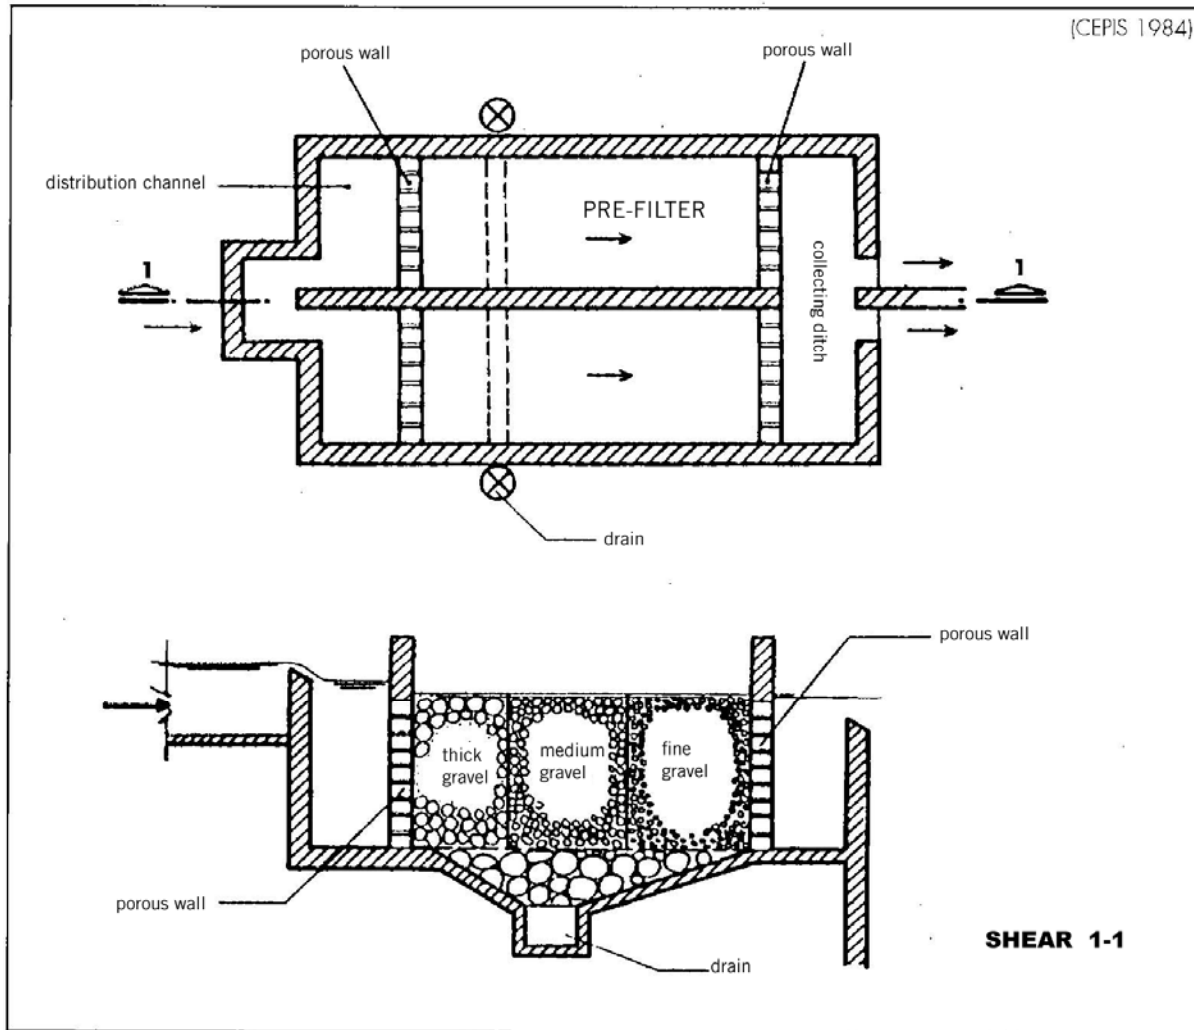 (CEPIS 1984)
porous wall
porous wall
distribution channel
PRE-FILTER
collecting ditch
1
1
drain
porous wall
thick
gravel
medium
gravel
fine
gravel
porous wall
drain
SHEAR 1-1